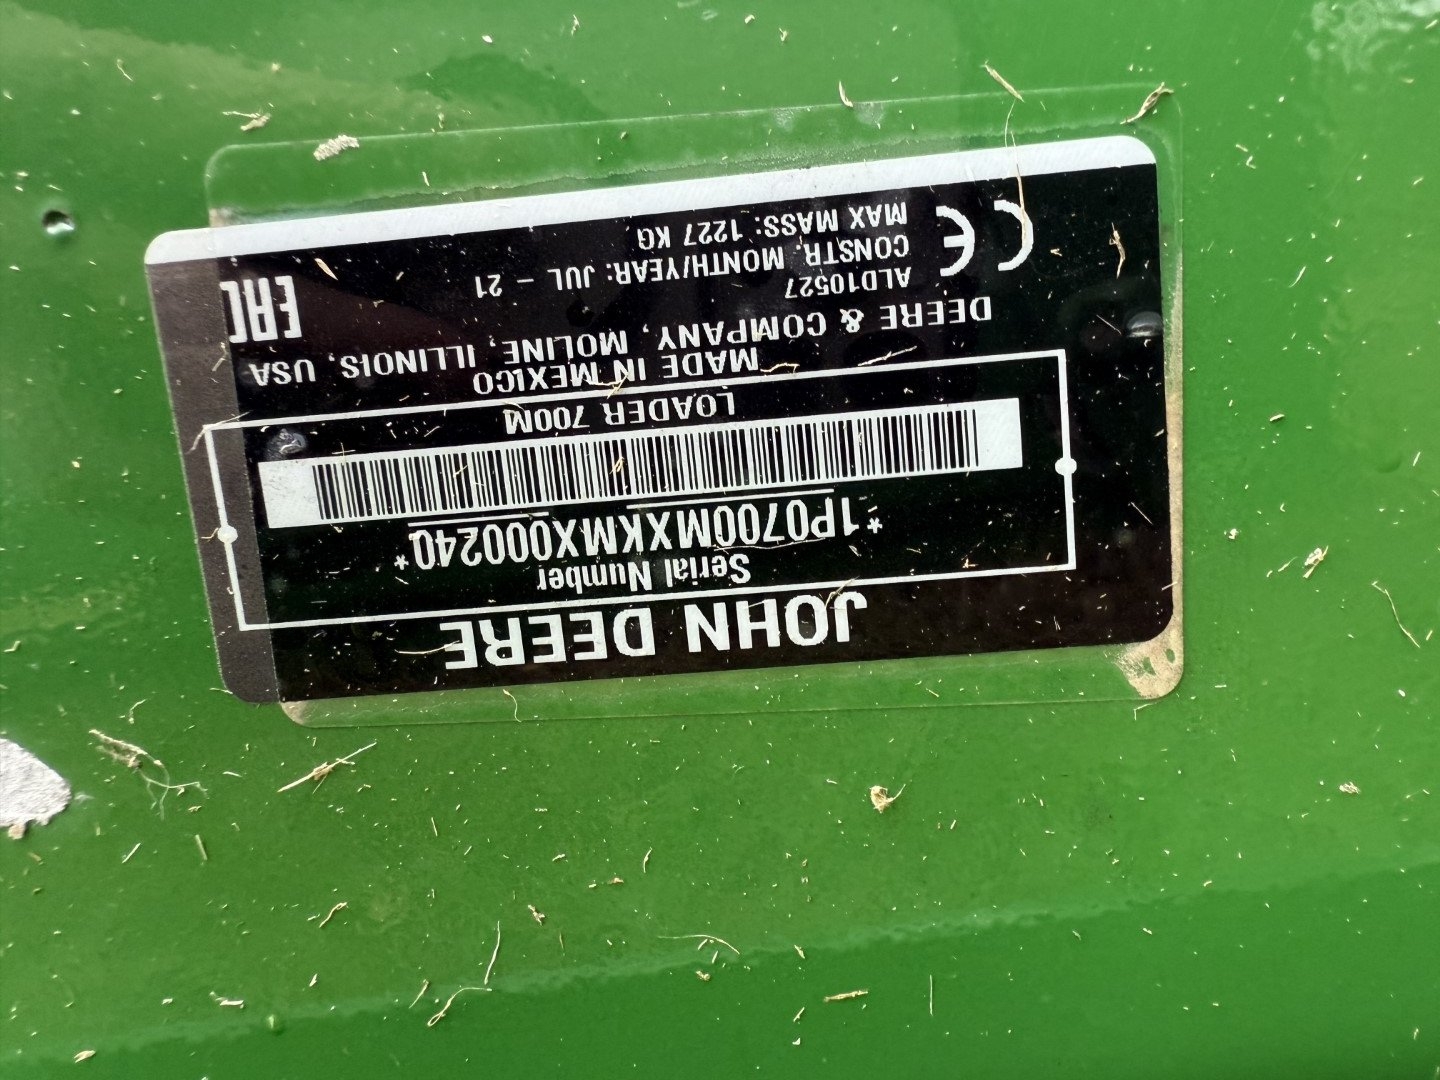 JOHN DEERE
Serial Number
*1P0700MXKMX000240*
LOADER 700M
MADE IN MEXICO
DEERE & COMPANY, MOLINE, ILLINOIS, USA
ALD10527
CONSTR. MONTH/YEAR: JUL - 21
MAX MASS: 1227 KG
CE
EAC